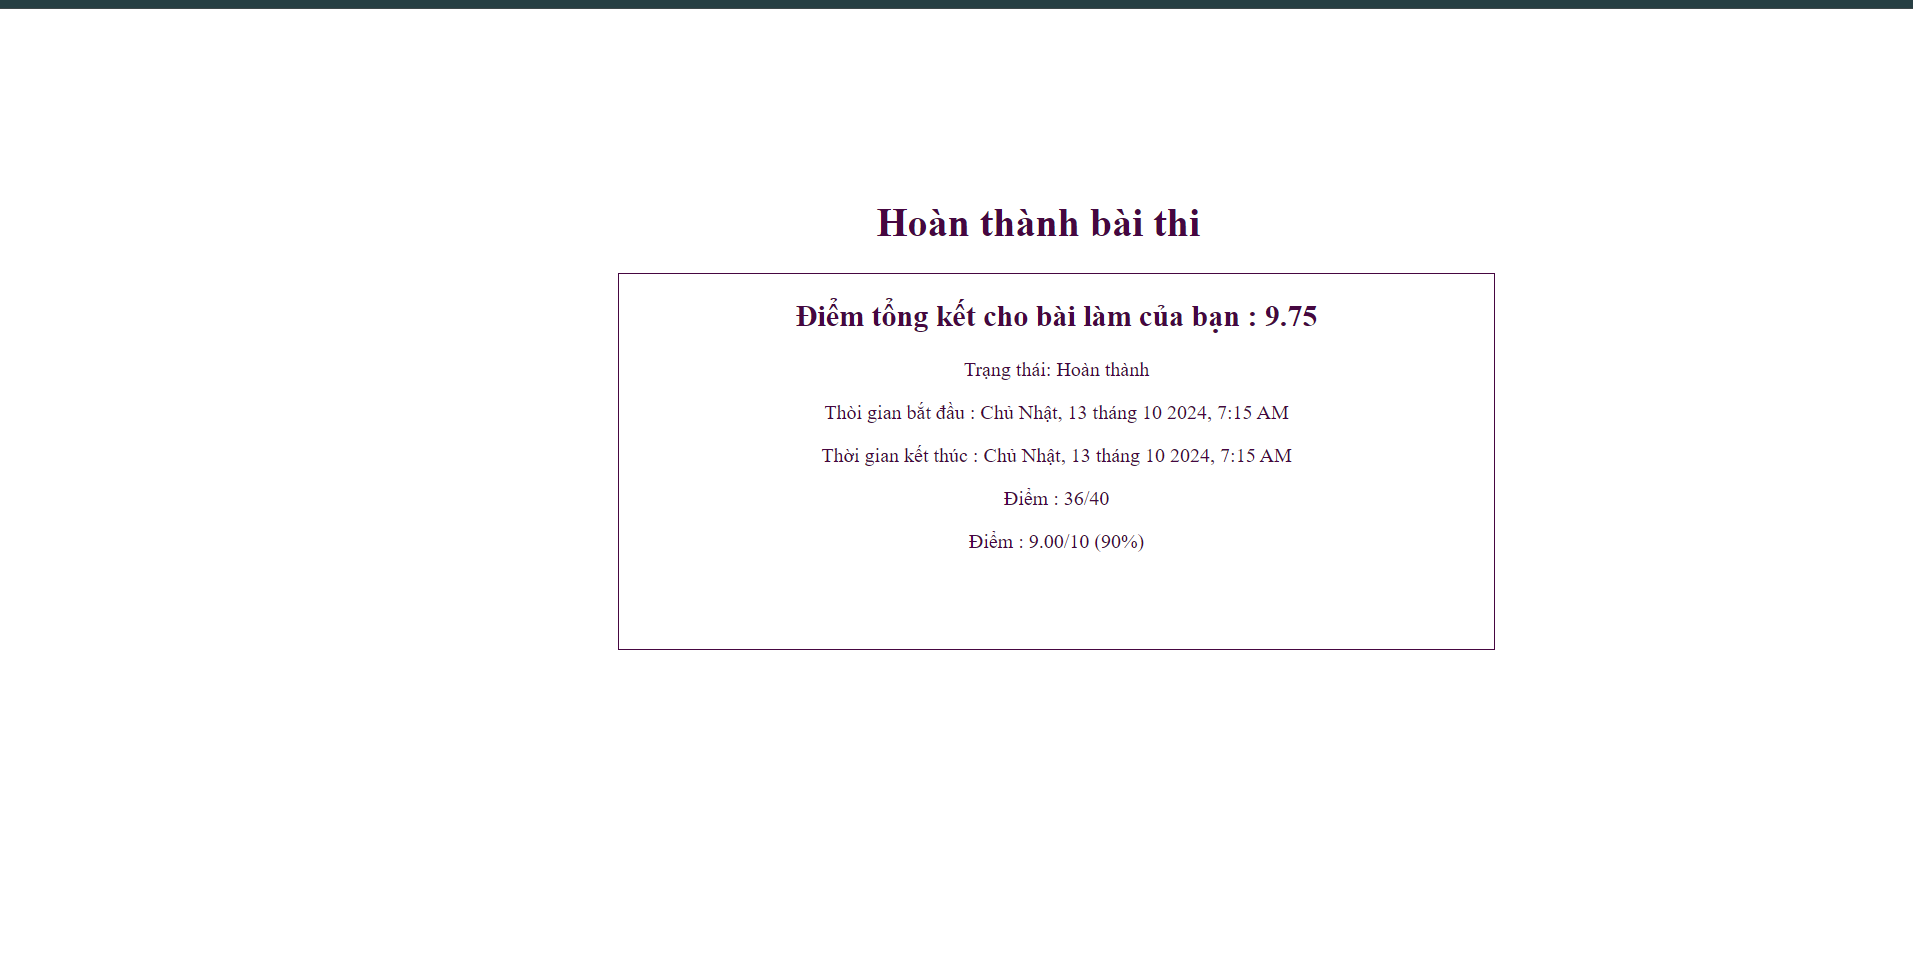 Hoàn thành bài thi
Điểm tổng kết cho bài làm của bạn : 9.75
Trạng thái: Hoàn thành
Thòi gian bắt đầu : Chủ Nhật, 13 tháng 10 2024, 7:15 AM
Thời gian kết thúc : Chủ Nhật, 13 tháng 10 2024, 7:15 AM
Điểm : 36/40
Điểm : 9.00/10 (90%)